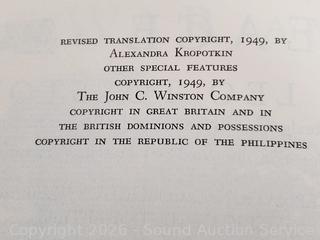 REVISED TRANSLATION COPYRIGHT, 1949, BY
ALEXANDRA KROPOTKIN
OTHER SPECIAL FEATURES
COPYRIGHT, 1949, BY
THE JOHN C. WINSTON COMPANY
COPYRIGHT IN GREAT BRITAIN AND IN
THE BRITISH DOMINIONS AND POSSESSIONS
COPYRIGHT IN THE REPUBLIC OF THE PHILIPPINES
Copyright 2026 - Sound Auction Service